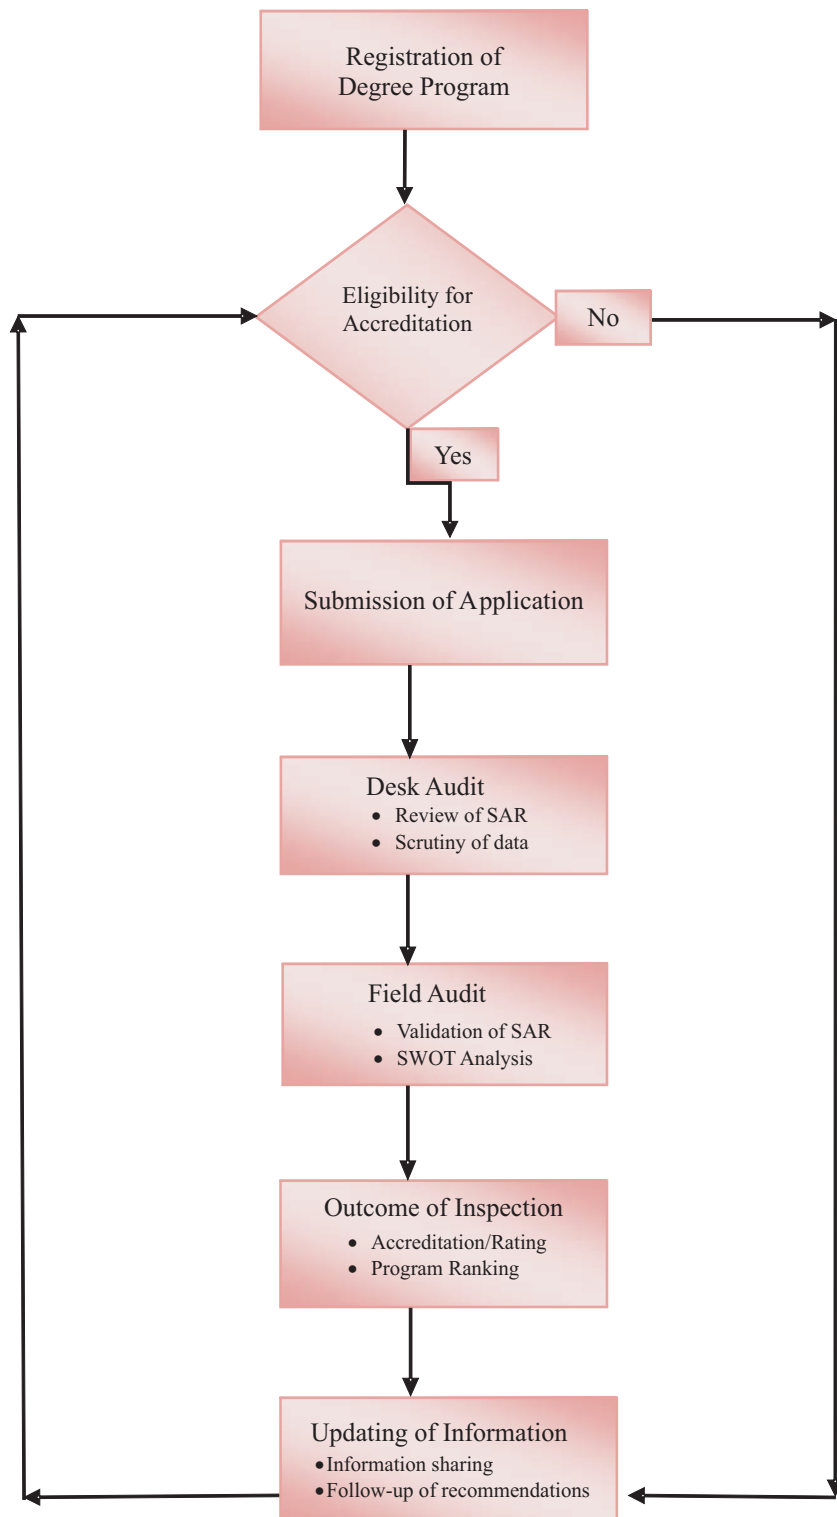 Registration of
Degree Program
Eligibility for
Accreditation
No
Yes
Submission of Application
Desk Audit
• Review of SAR
• Scrutiny of data
Field Audit
• Validation of SAR
• SWOT Analysis
Outcome of Inspection
• Accreditation/Rating
• Program Ranking
Updating of Information
•Information sharing
•Follow-up of recommendations